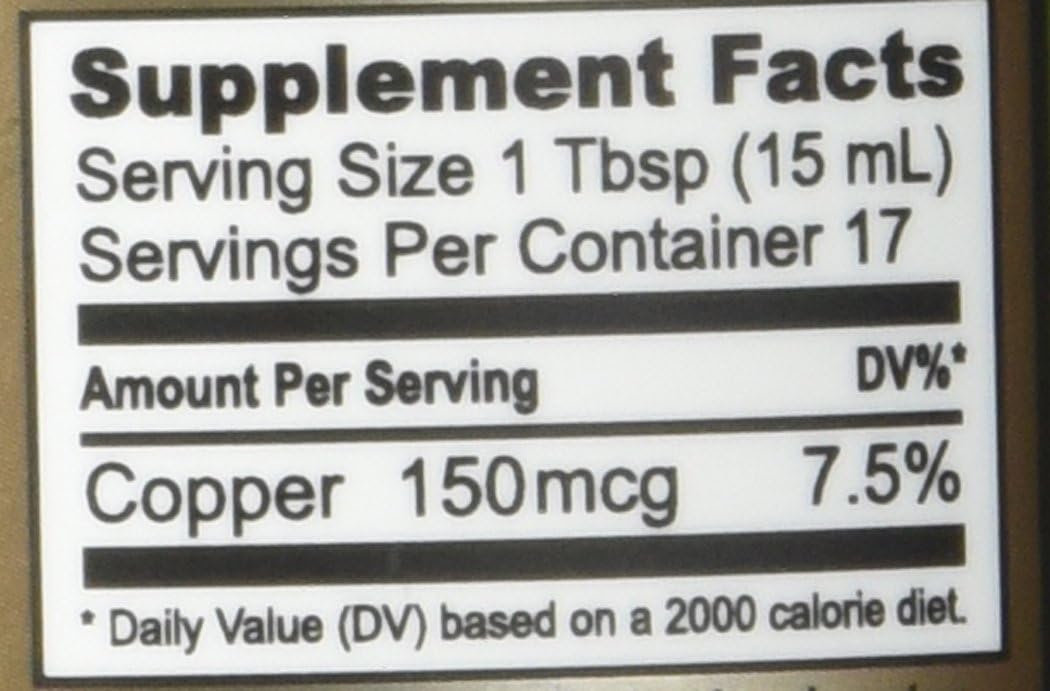 Supplement Facts
Serving Size 1 Tbsp (15 mL)
Servings Per Container 17
Amount Per Serving DV%*
Copper 150mcg 7.5%
* Daily Value (DV) based on a 2000 calorie diet.